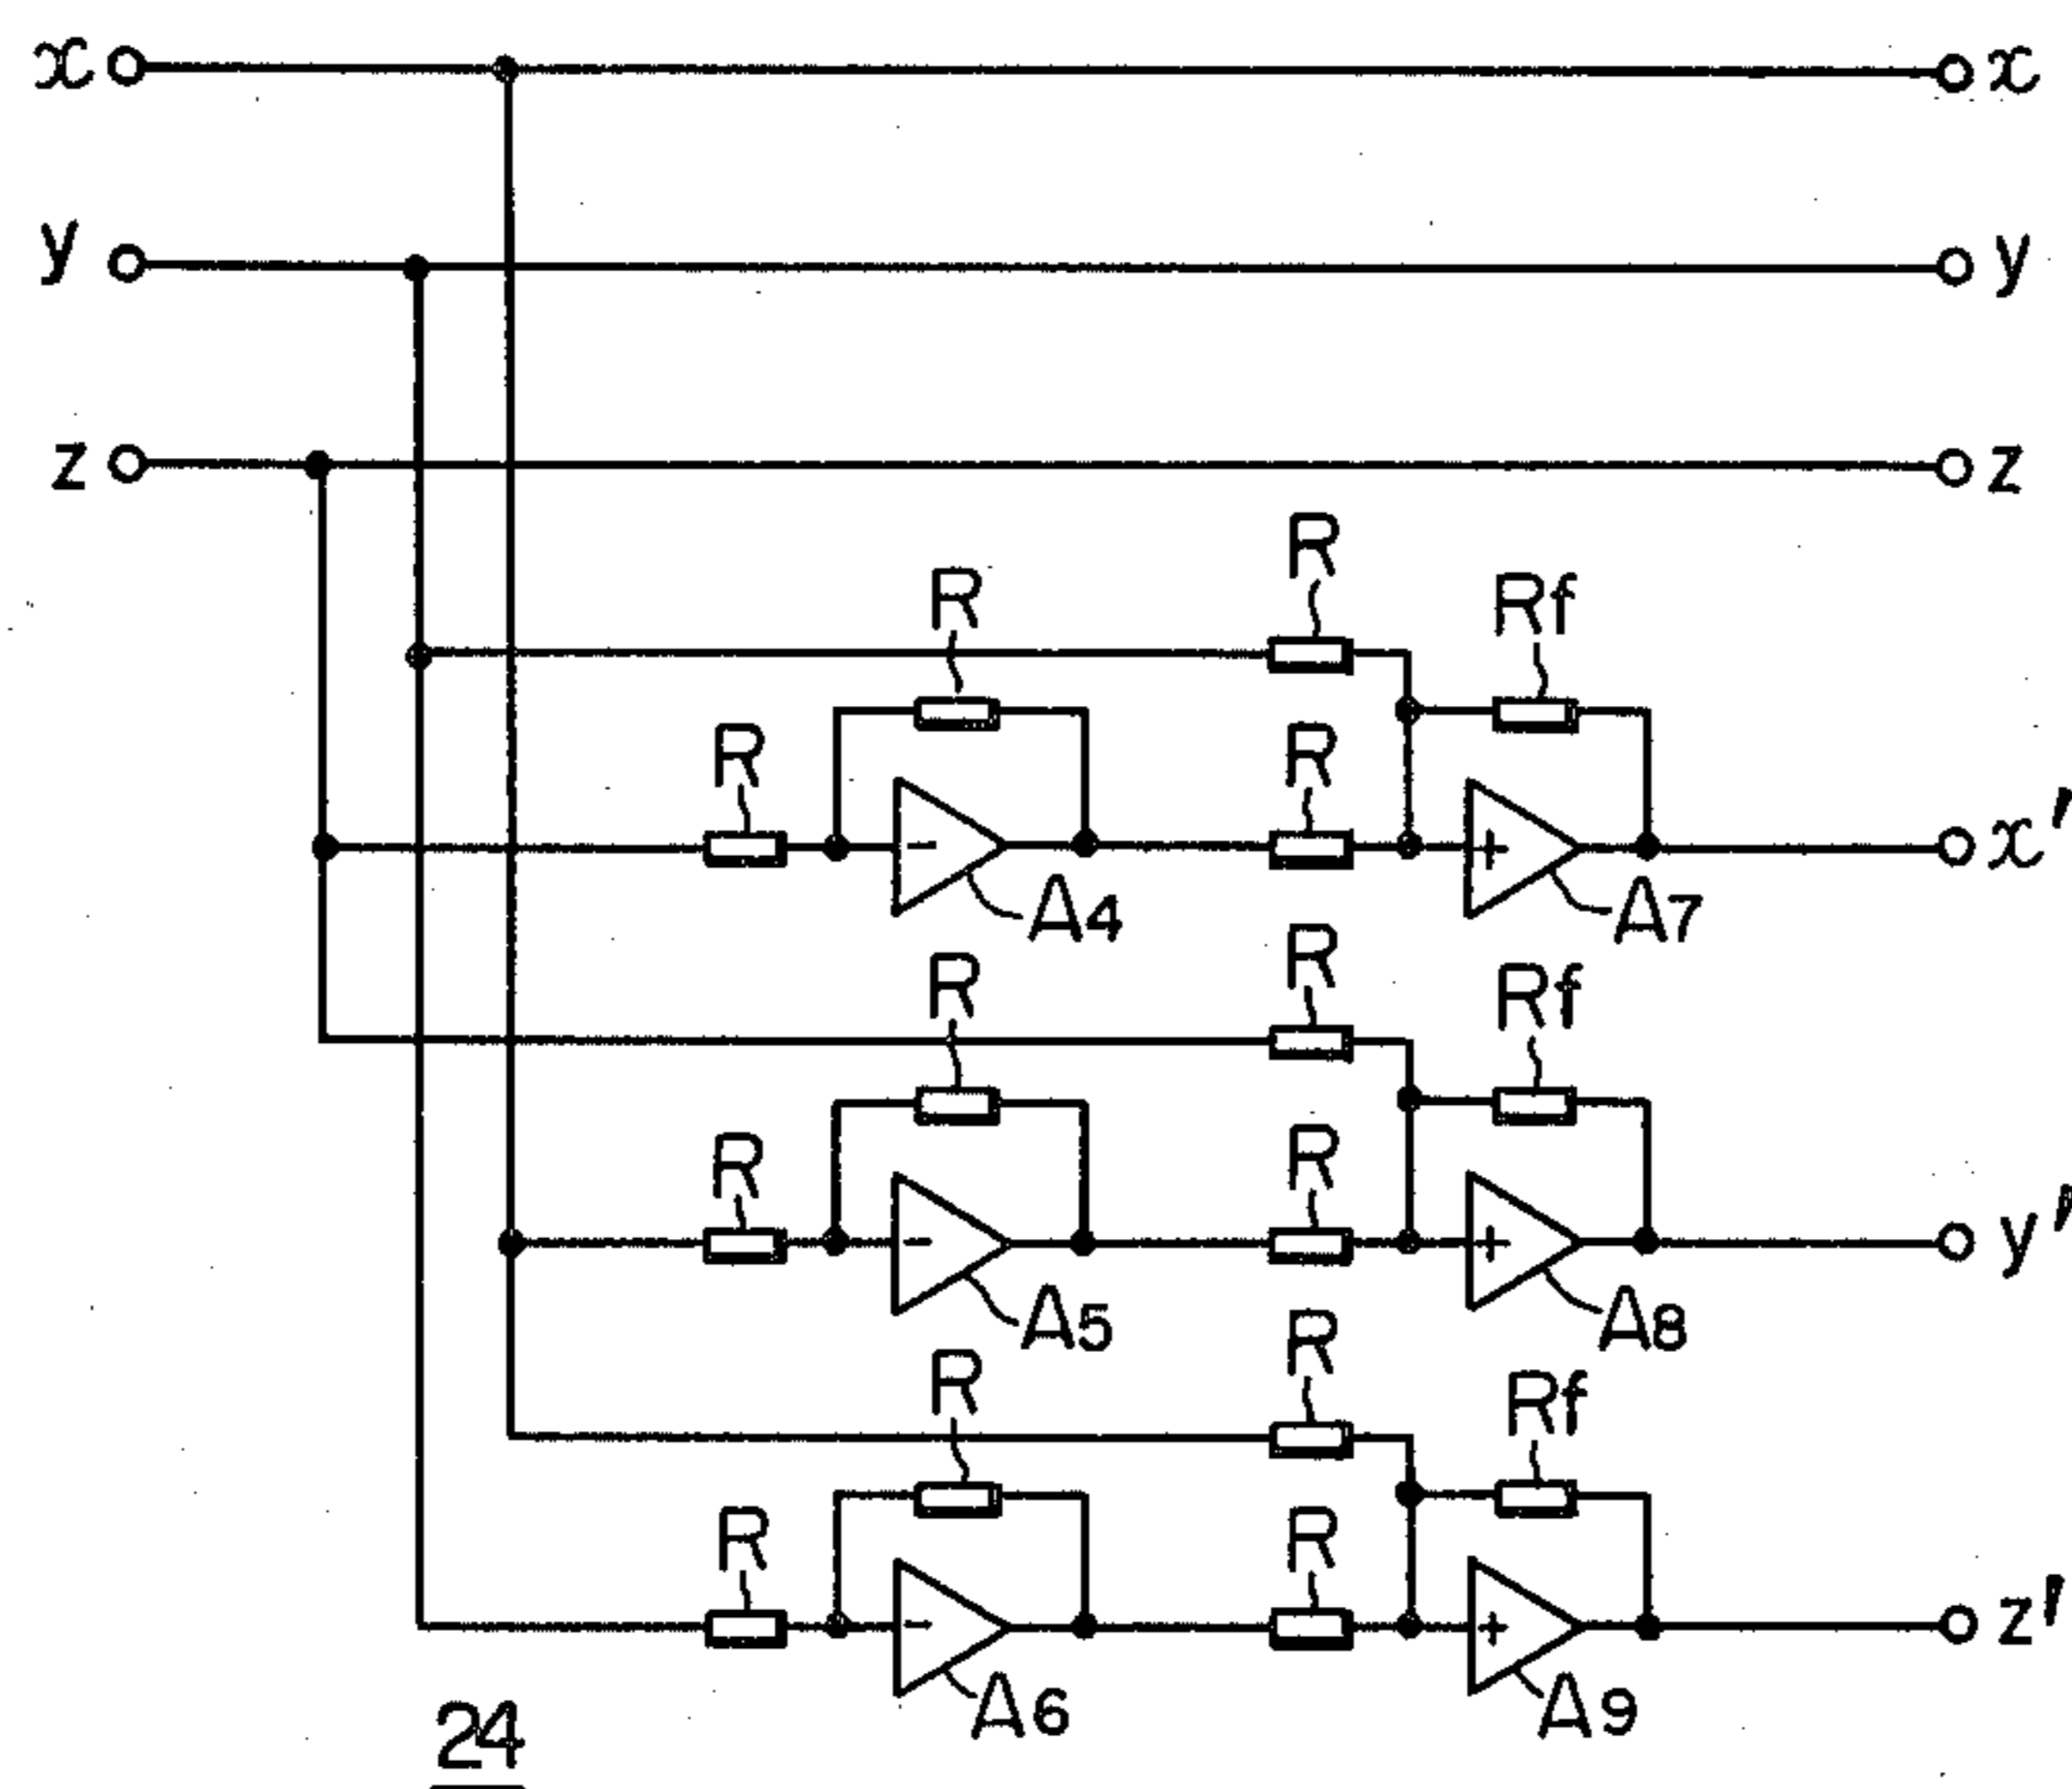 x x
y y
z z
R
R Rf
R R
- +
x'
A4 A7
R
R Rf
R R
- +
y'
A5 A8
R
R Rf
R R
- +
z'
A6 A9
24